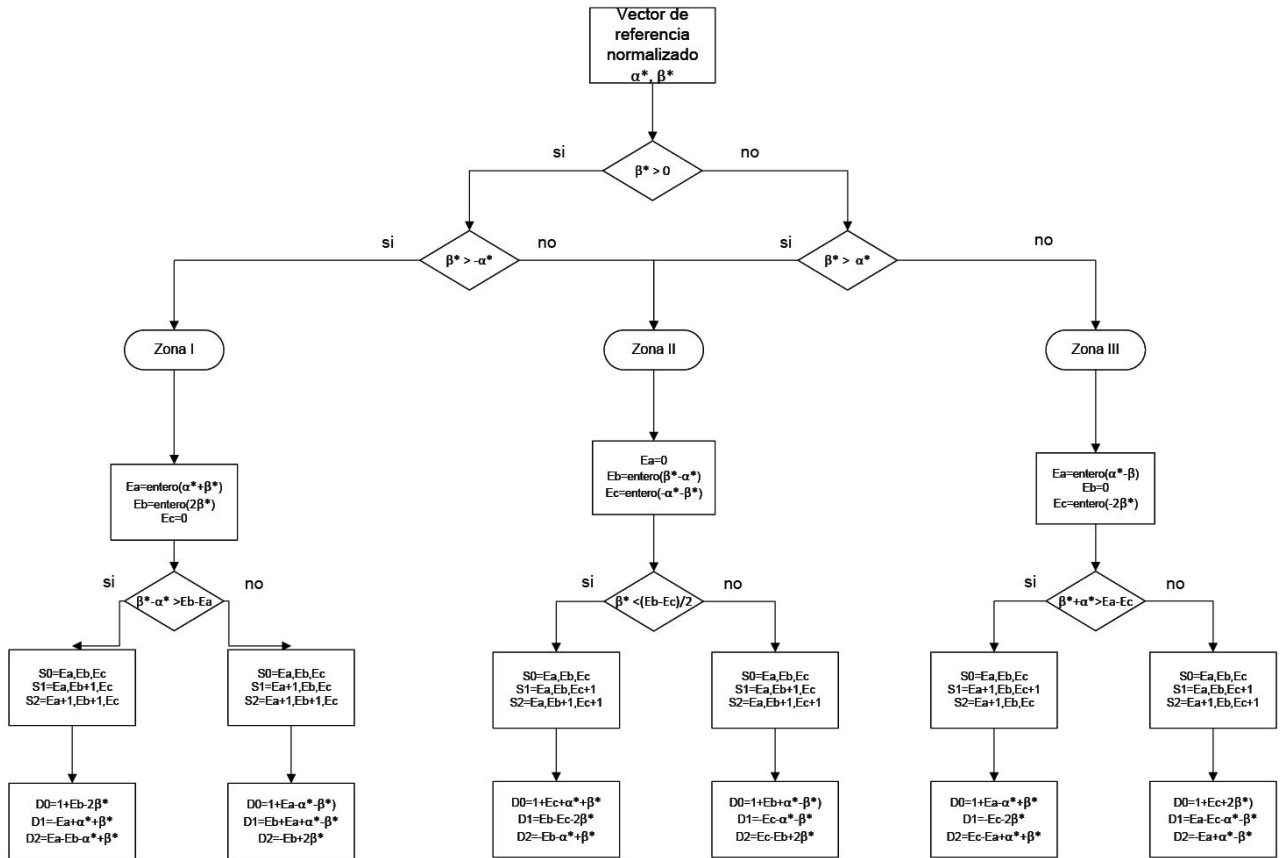 Vector de
referencia
normalizado
α*, β*
si
no
β* > 0
si
no
si
no
β* > -α*
β* > α*
Zona I
Zona II
Zona III
Ea=entero(α*+β*)
Eb=entero(2β*)
Ec=0
Ea=0
Eb=entero(β*-α*)
Ec=entero(-α*-β*)
Ea=entero(α*-β)
Eb=0
Ec=entero(-2β*)
si
no
β*-α* >Eb-Ea
si
no
β* <(Eb-Ec)/2
si
no
β*+α*>Ea-Ec
S0=Ea,Eb,Ec
S1=Ea,Eb+1,Ec
S2=Ea+1,Eb+1,Ec
S0=Ea,Eb,Ec
S1=Ea+1,Eb,Ec
S2=Ea+1,Eb+1,Ec
S0=Ea,Eb,Ec
S1=Ea,Eb,Ec+1
S2=Ea,Eb+1,Ec+1
S0=Ea,Eb,Ec
S1=Ea,Eb+1,Ec
S2=Ea,Eb+1,Ec+1
S0=Ea,Eb,Ec
S1=Ea+1,Eb,Ec+1
S2=Ea+1,Eb,Ec
S0=Ea,Eb,Ec
S1=Ea,Eb,Ec+1
S2=Ea+1,Eb,Ec+1
D0=1+Eb-2β*
D1=-Ea+α*+β*
D2=Ea-Eb-α*+β*
D0=1+Ea-α*-β*)
D1=Eb+Ea+α*-β*
D2=-Eb+2β*
D0=1+Ec+α*+β*
D1=Eb-Ec-2β*
D2=-Eb-α*+β*
D0=1+Eb+α*-β*)
D1=-Ec-α*-β*
D2=Ec-Eb+2β*
D0=1+Ea-α*+β*
D1=-Ec-2β*
D2=Ec-Ea+α*+β*
D0=1+Ec+2β*)
D1=Ea-Ec-α*-β*
D2=-Ea+α*-β*